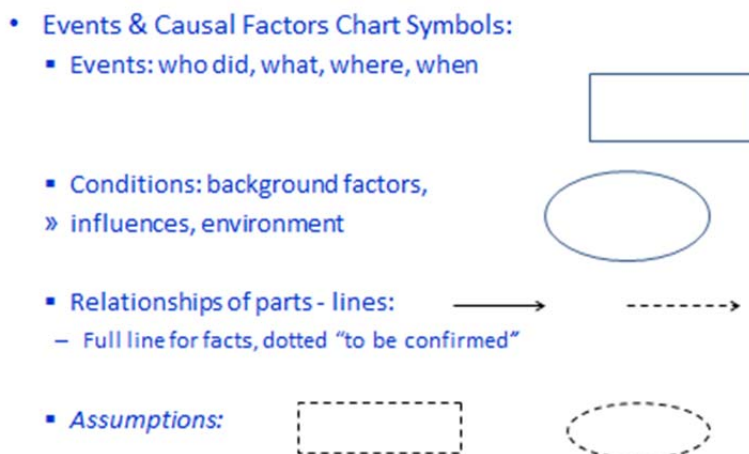 • Events & Causal Factors Chart Symbols:
▪ Events: who did, what, where, when
▪ Conditions: background factors,
» influences, environment
▪ Relationships of parts - lines:
– Full line for facts, dotted “to be confirmed”
▪ Assumptions: